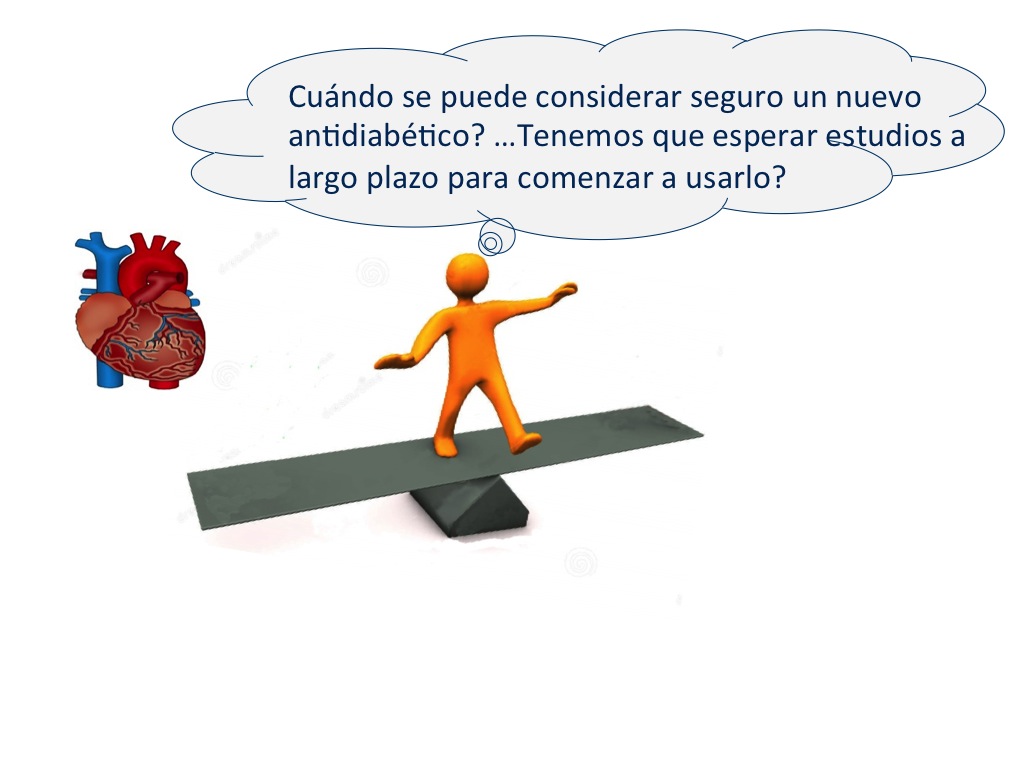 Cuándo se puede considerar seguro un nuevo
antidiabético? ...Tenemos que esperar estudios a
largo plazo para comenzar a usarlo?